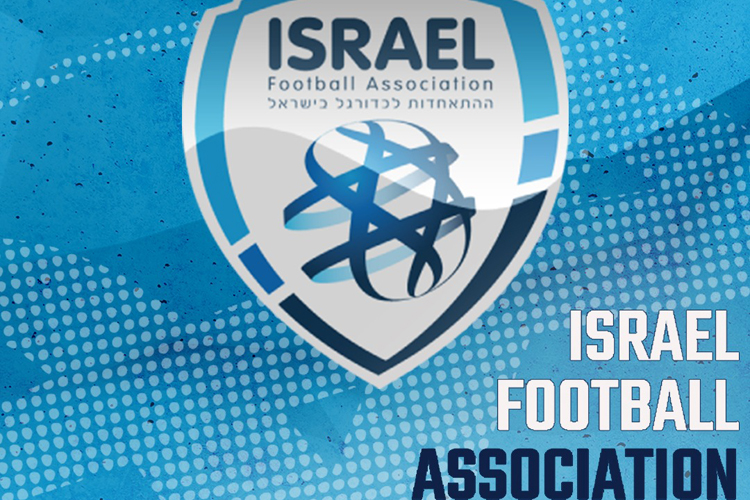 ISRAEL
Football Association
ההתאחדות לכדורגל בישראל
ISRAEL
FOOTBALL
ASSOCIATION